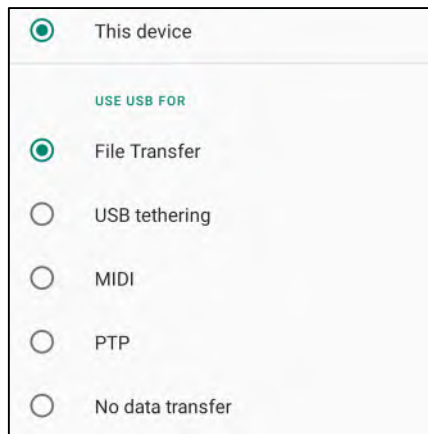 This device
USE USB FOR
File Transfer
USB tethering
MIDI
PTP
No data transfer